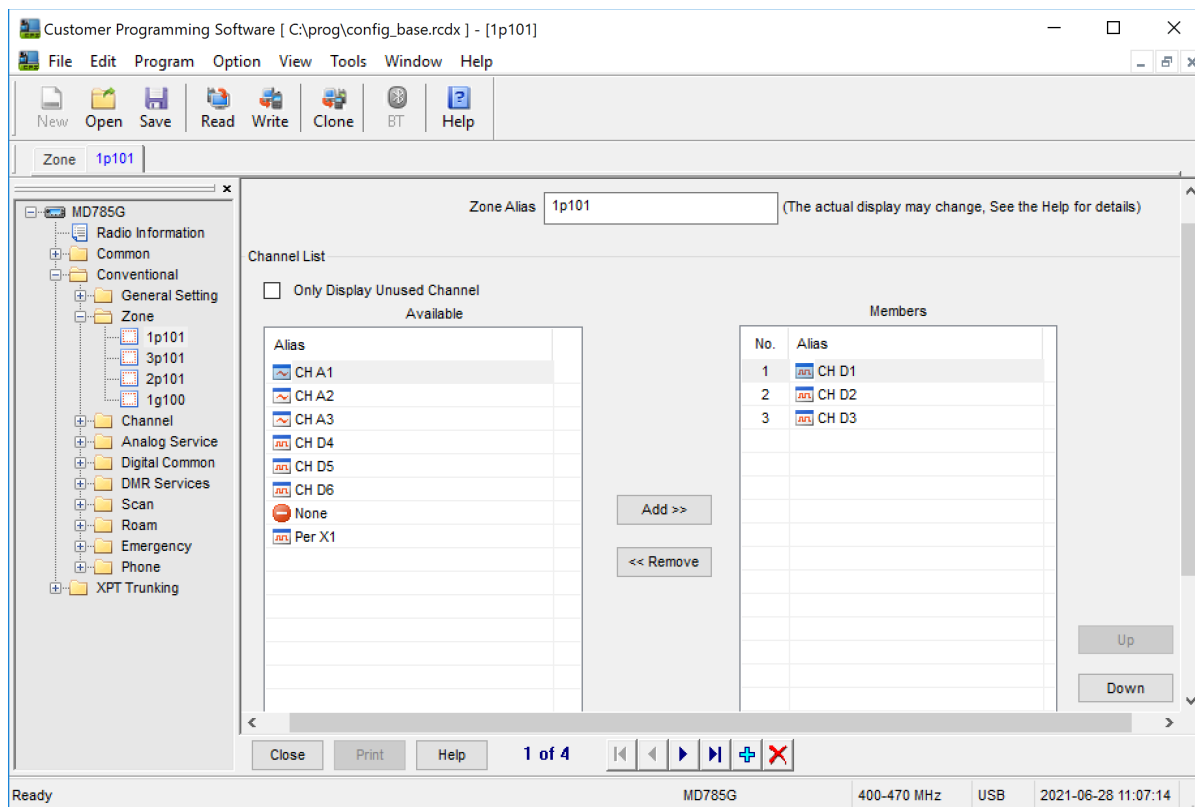 Customer Programming Software [ C:\prog\config_base.rcdx ] - [1p101]
File Edit Program Option View Tools Window Help
New Open Save Read Write Clone BT Help
Zone 1p101
MD785G
Radio Information
Common
Conventional
General Setting
Zone
1p101
3p101
2p101
1g100
Channel
Analog Service
Digital Common
DMR Services
Scan
Roam
Emergency
Phone
XPT Trunking
Zone Alias 1p101 (The actual display may change, See the Help for details)
Channel List
Only Display Unused Channel
Available
Alias
CH A1
CH A2
CH A3
CH D4
CH D5
CH D6
None
Per X1
Add >>
<< Remove
Members
No. Alias
1 CH D1
2 CH D2
3 CH D3
Up
Down
Close Print Help 1 of 4
Ready MD785G 400-470 MHz USB 2021-06-28 11:07:14